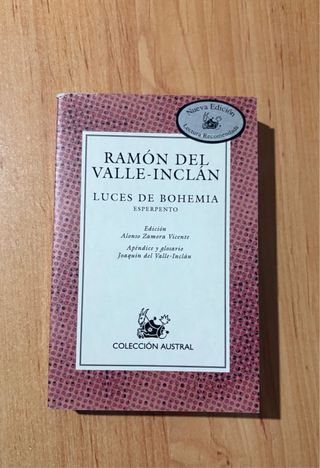 Nueva Edición
Lectura Recomendada
RAMÓN DEL
VALLE-INCLÁN
LUCES DE BOHEMIA
ESPERPENTO
Edición
Alonso Zamora Vicente
Apéndice y glosario
Joaquín del Valle-Inclán
COLECCIÓN AUSTRAL